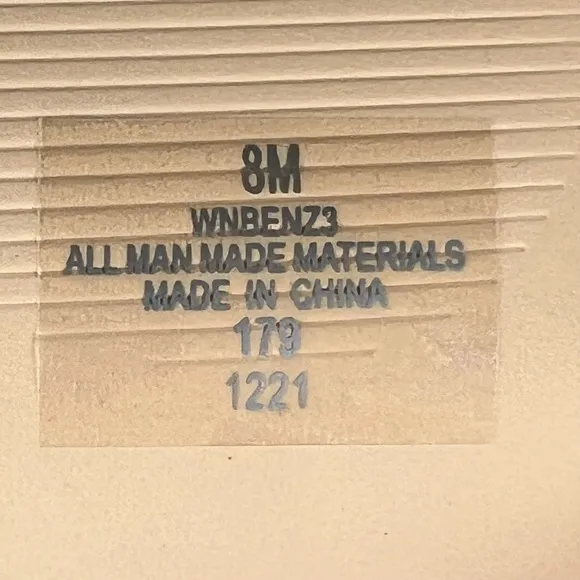 8M
WNBENZ3
ALL MAN MADE MATERIALS
MADE IN CHINA
179
1221